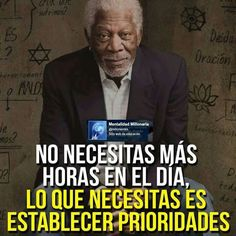 Mentalidad Millonaria
NO NECESITAS MÁS
HORAS EN EL DÍA,
LO QUE NECESITAS ES
ESTABLECER PRIORIDADES